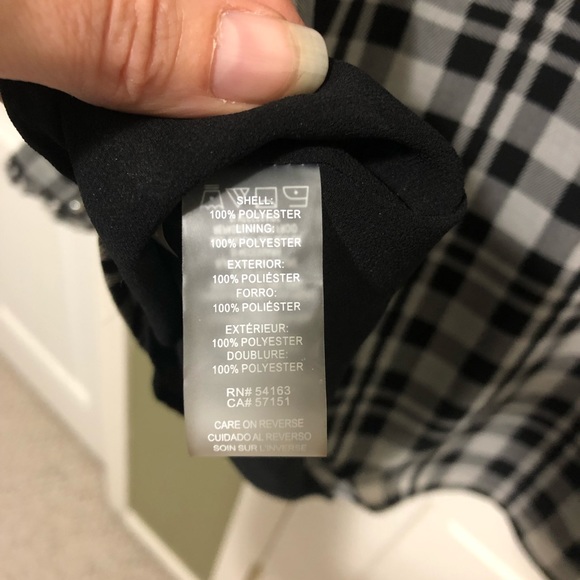 SHELL:
100% POLYESTER
LINING:
100% POLYESTER
EXTERIOR:
100% POLIÉSTER
FORRO:
100% POLIÉSTER
EXTÉRIEUR:
100% POLYESTER
DOUBLURE:
100% POLYESTER
RN# 54163
CA# 57151
CARE ON REVERSE
CUIDADO AL REVERSO
SOIN SUR L'INVERSE